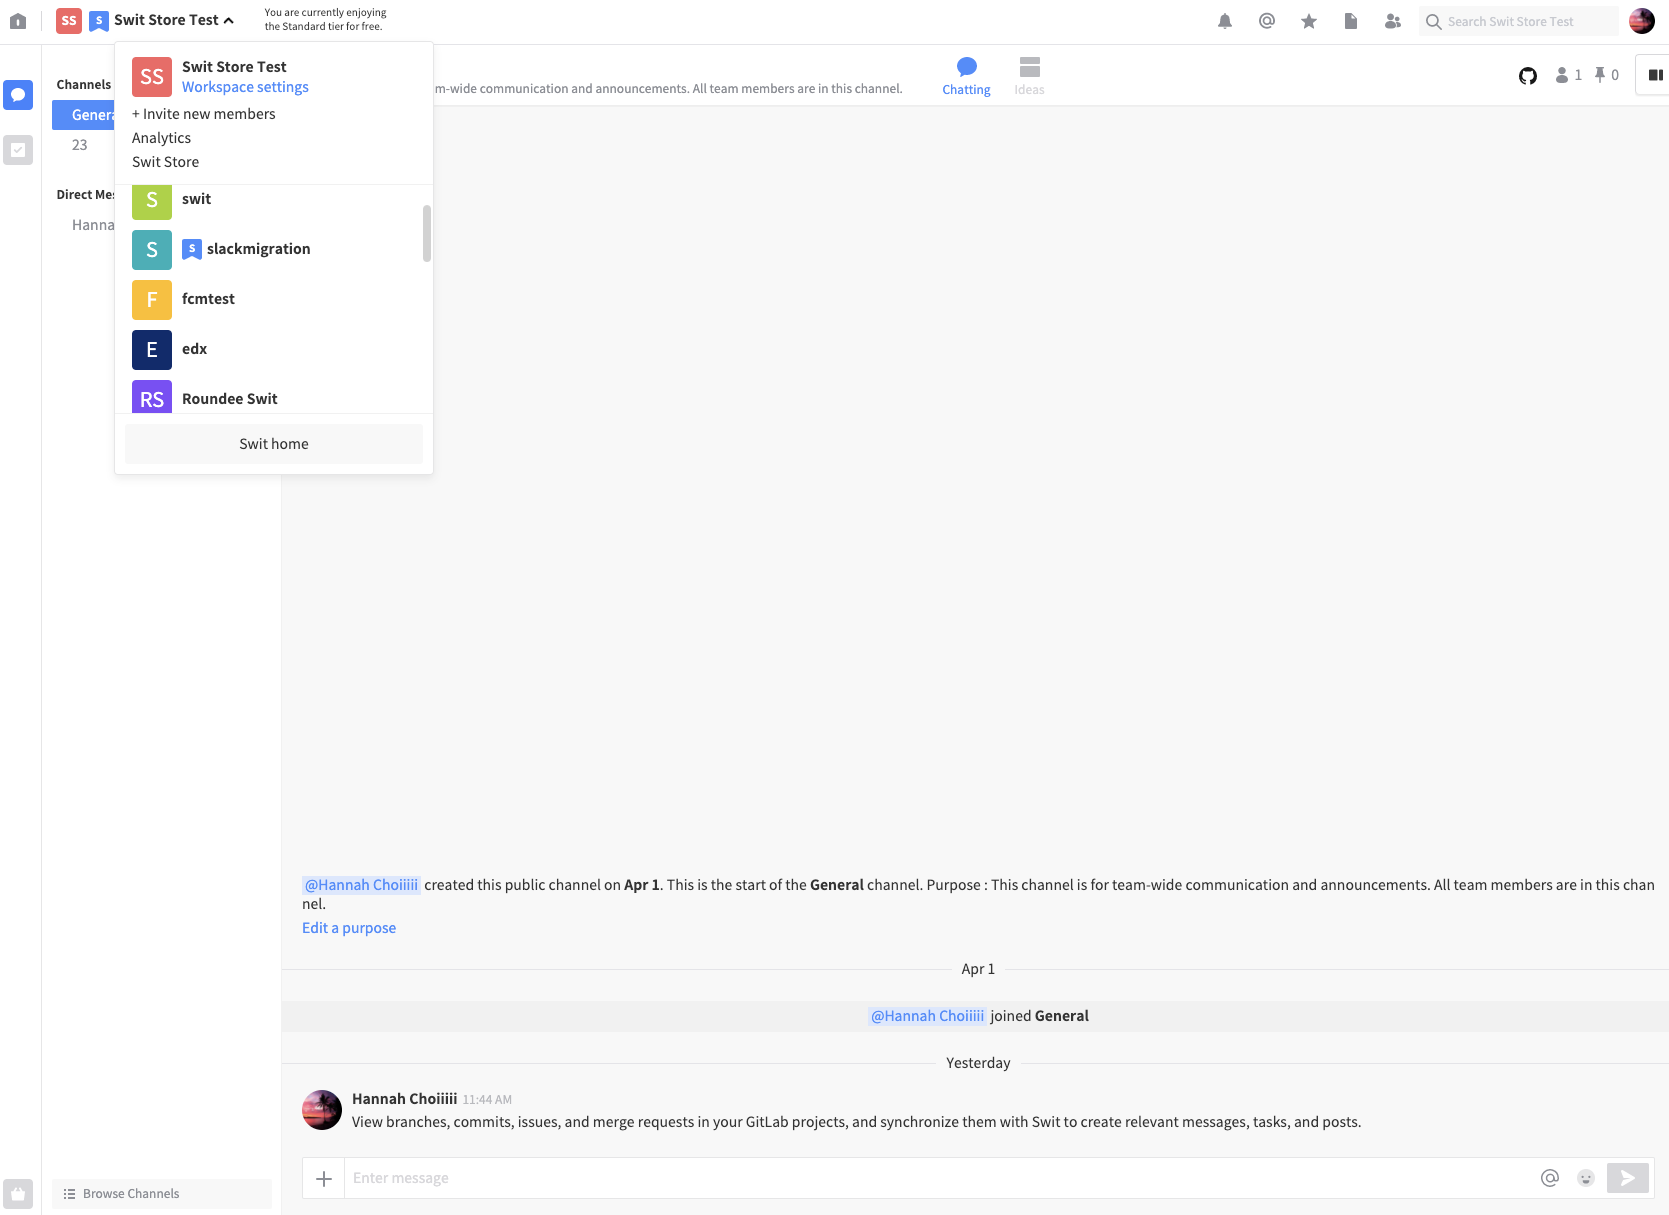 SS S Swit Store Test
You are currently enjoying
the Standard tier for free.
Search Swit Store Test
SS Swit Store Test
Workspace settings
+ Invite new members
Analytics
Swit Store
S swit
S S slackmigration
F fcmtest
E edx
RS Roundee Swit
Swit home
Channels
Genera
23
Direct Mes
Hanna
m-wide communication and announcements. All team members are in this channel.
Chatting
Ideas
1
0
@Hannah Choiiiii created this public channel on Apr 1. This is the start of the General channel. Purpose : This channel is for team-wide communication and announcements. All team members are in this chan
nel.
Edit a purpose
Apr 1
@Hannah Choiiiii joined General
Yesterday
Hannah Choiiiii 11:44 AM
View branches, commits, issues, and merge requests in your GitLab projects, and synchronize them with Swit to create relevant messages, tasks, and posts.
Enter message
Browse Channels